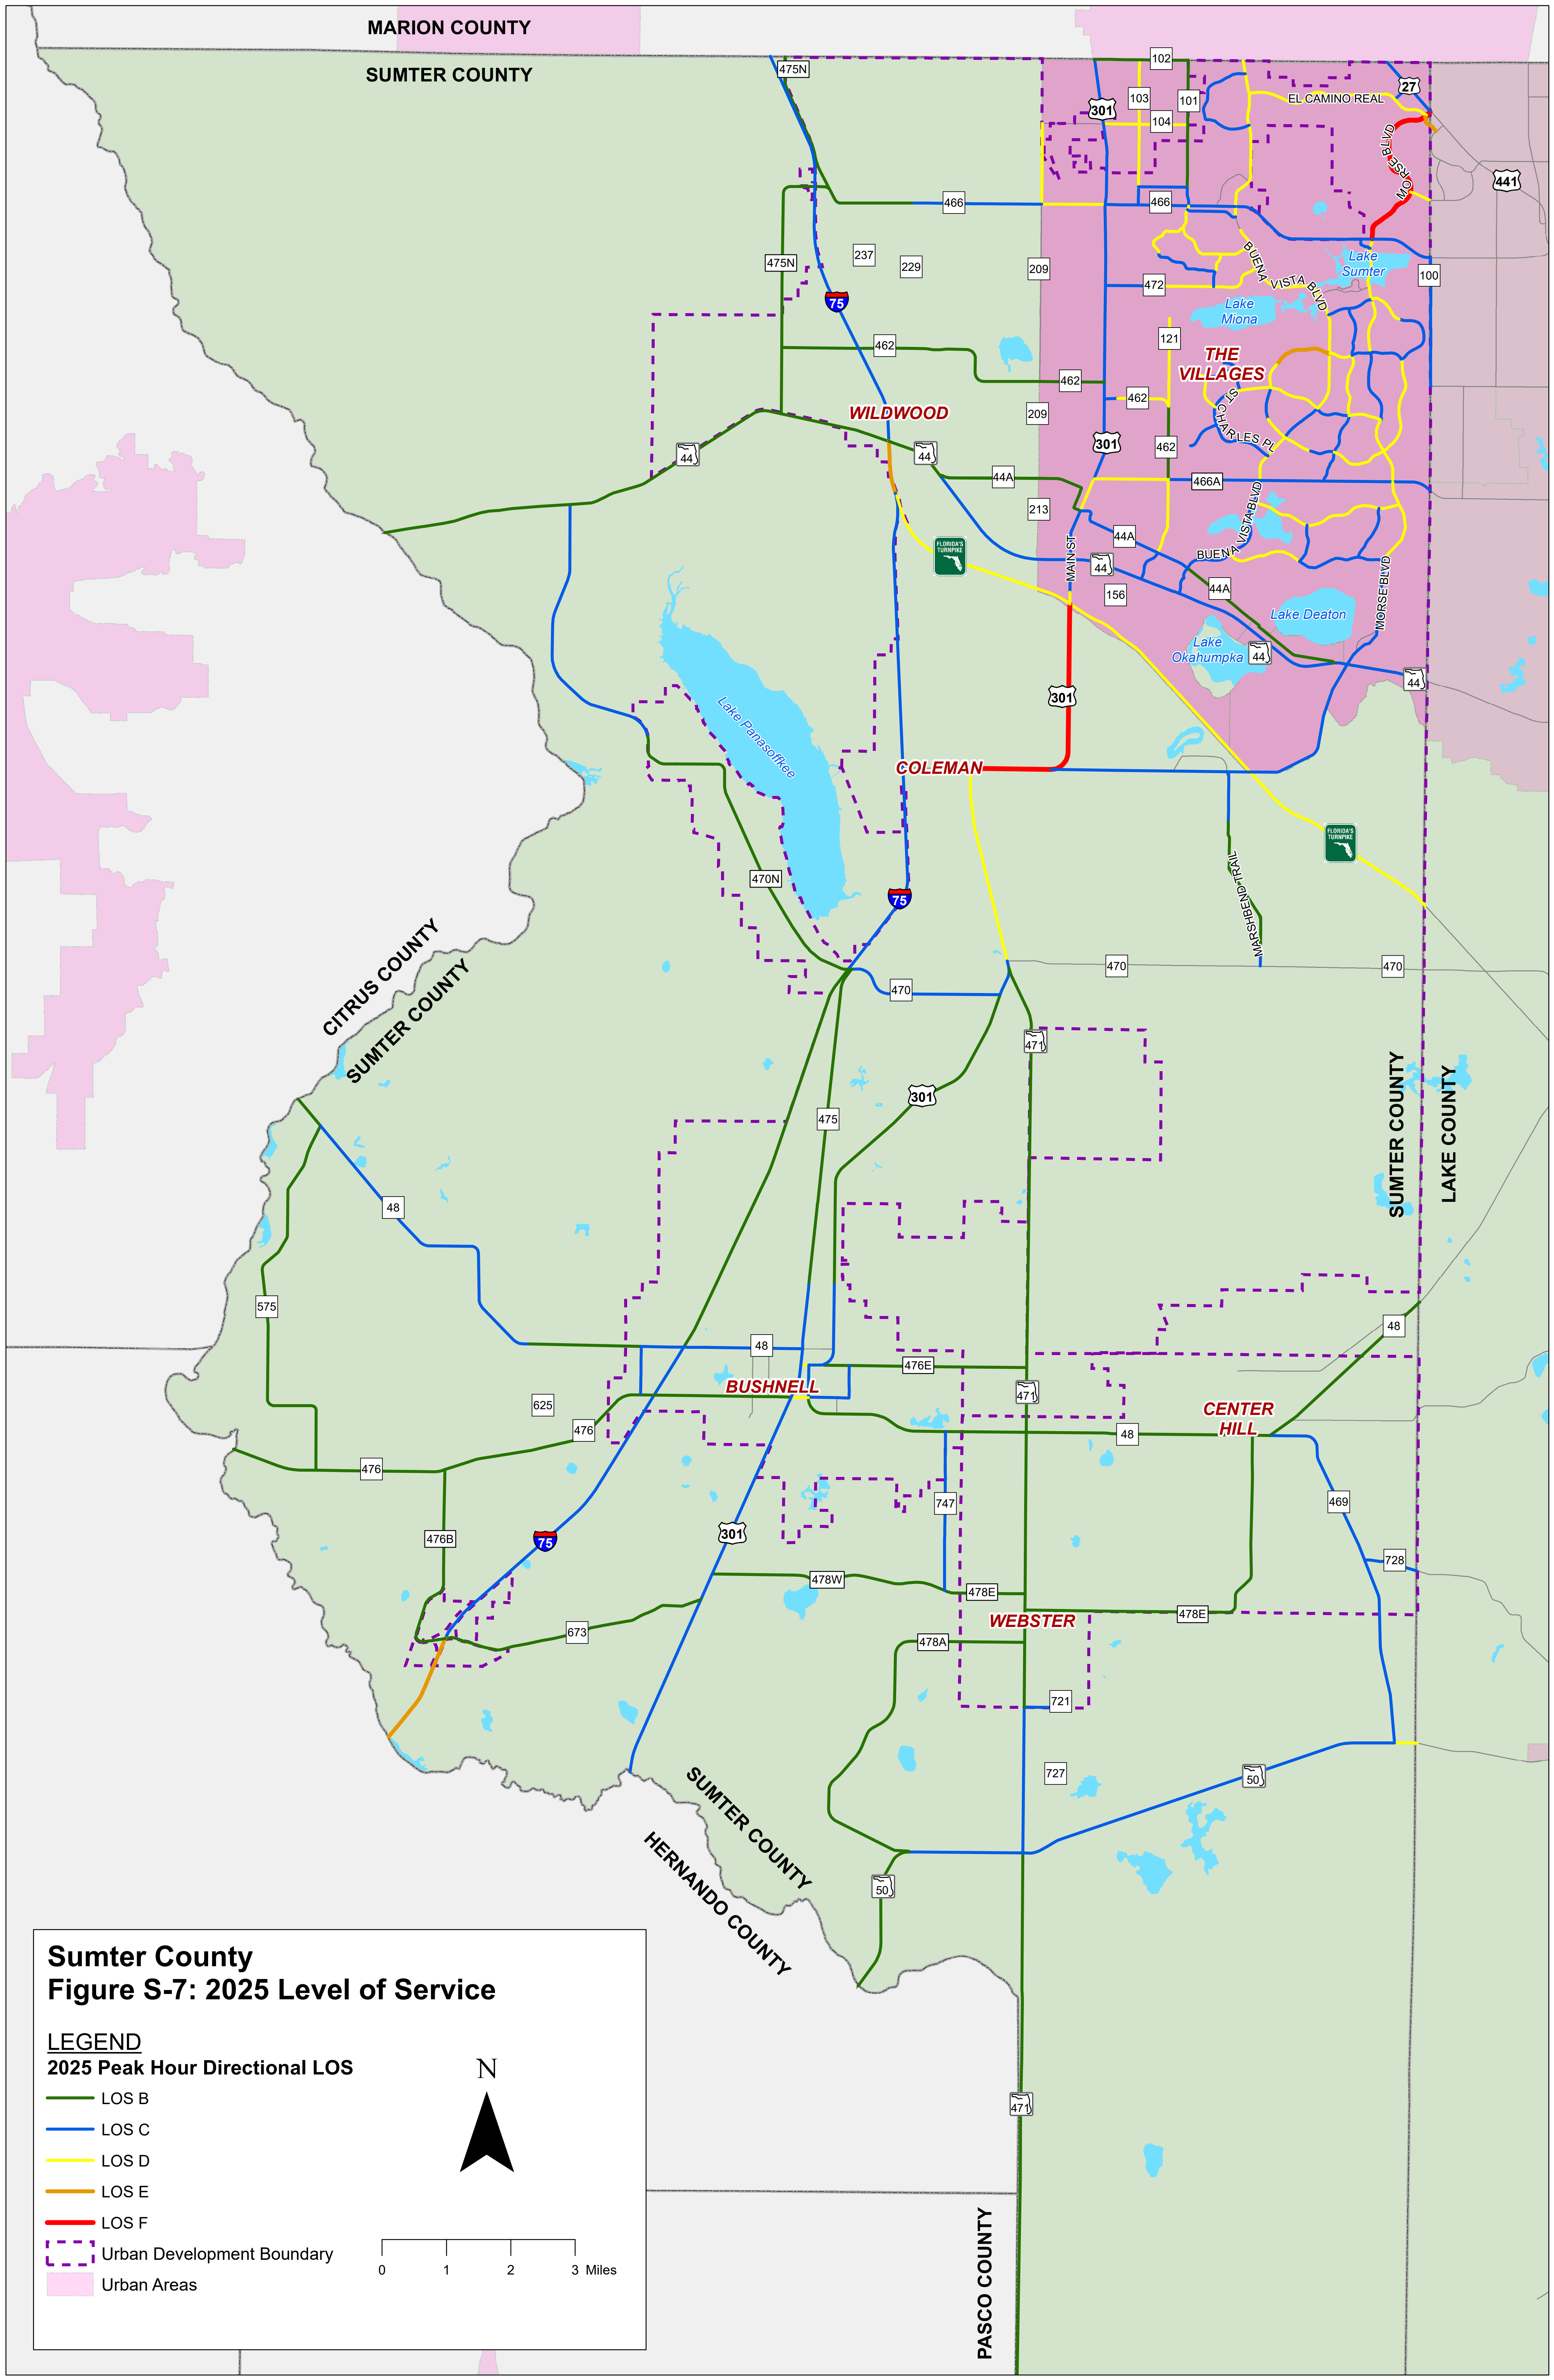 MARION COUNTY
SUMTER COUNTY
475N
102
27
103
101
EL CAMINO REAL
301
104
MORSE BLVD
441
466
466
475N
237
229
209
BUENA VISTA BLVD
Lake
Sumter
100
472
75
Lake
Miona
121
462
THE
VILLAGES
462
462
WILDWOOD
209
ST CHARLES PL
301
462
44
44
44A
466A
213
BUENA VISTA BLVD
FLORIDA'S
TURNPIKE
MAIN ST
44A
44
156
44A
MORSE BLVD
Lake Deaton
Lake
Okahumpka
44
44
301
Lake Panasoffkee
COLEMAN
FLORIDA'S
TURNPIKE
470N
75
MARSHBEND TRAIL
CITRUS COUNTY
SUMTER COUNTY
470
470
470
471
SUMTER COUNTY
LAKE COUNTY
301
475
48
575
48
48
476E
BUSHNELL
471
625
CENTER
HILL
476
48
476
747
469
476B
75
301
728
478W
478E
478E
WEBSTER
673
478A
721
727
50
SUMTER COUNTY
HERNANDO COUNTY
50
Sumter County
Figure S-7: 2025 Level of Service
LEGEND
2025 Peak Hour Directional LOS
N
LOS B
LOS C
LOS D
LOS E
LOS F
Urban Development Boundary
Urban Areas
0 1 2 3 Miles
471
PASCO COUNTY